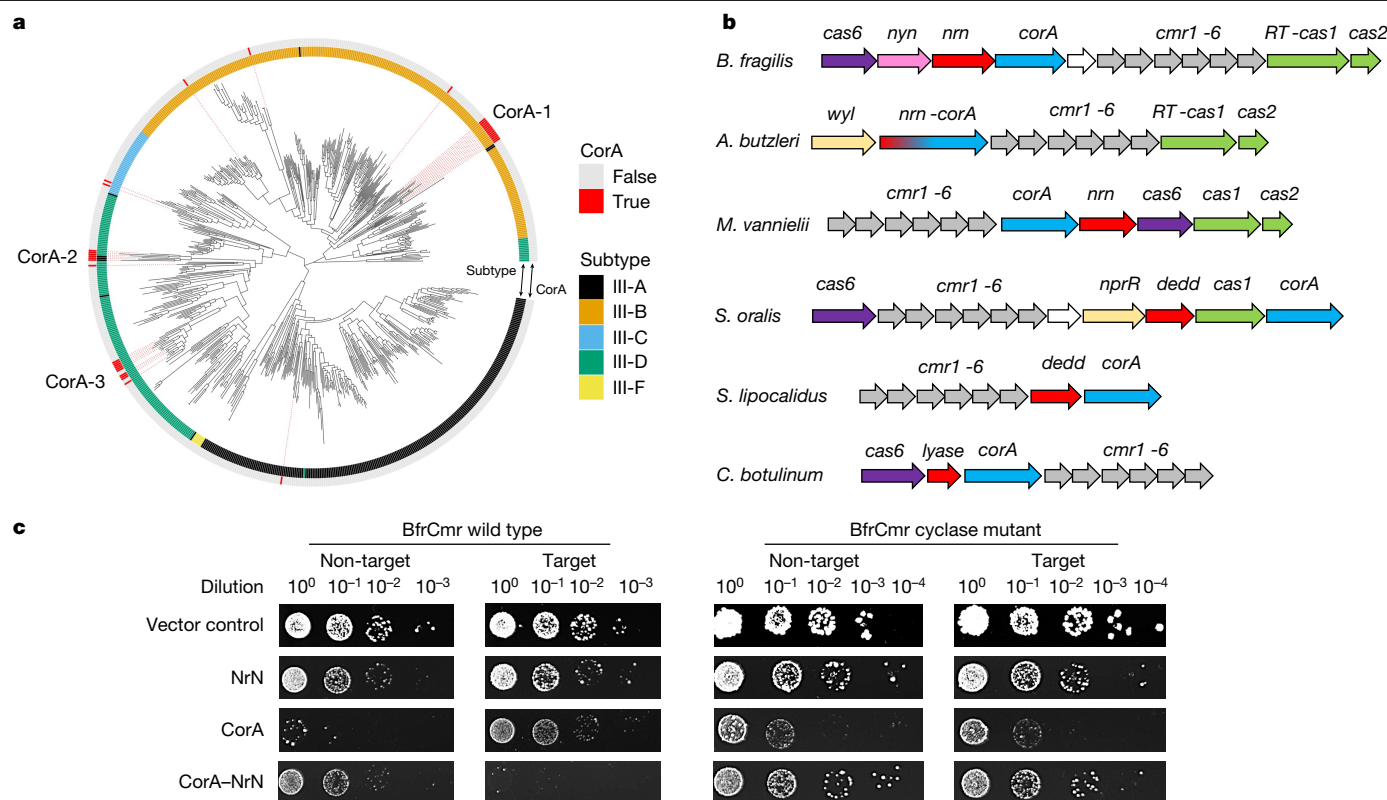 a
CorA-1
CorA-2
CorA-3
Subtype
CorA
CorA
False
True
Subtype
III-A
III-B
III-C
III-D
III-F
b
cas6 nyn nrn corA cmr1 -6 RT -cas1 cas2
B. fragilis
wyl nrn -corA cmr1 -6 RT -cas1 cas2
A. butzleri
cmr1 -6 corA nrn cas6 cas1 cas2
M. vannielii
cas6 cmr1 -6 nprR dedd cas1 corA
S. oralis
cmr1 -6 dedd corA
S. lipocalidus
cas6 lyase corA cmr1 -6
C. botulinum
c
BfrCmr wild type BfrCmr cyclase mutant
Non-target Target Non-target Target
Dilution 10⁰ 10⁻¹ 10⁻² 10⁻³ 10⁰ 10⁻¹ 10⁻² 10⁻³ 10⁰ 10⁻¹ 10⁻² 10⁻³ 10⁻⁴ 10⁰ 10⁻¹ 10⁻² 10⁻³ 10⁻⁴
Vector control
NrN
CorA
CorA–NrN